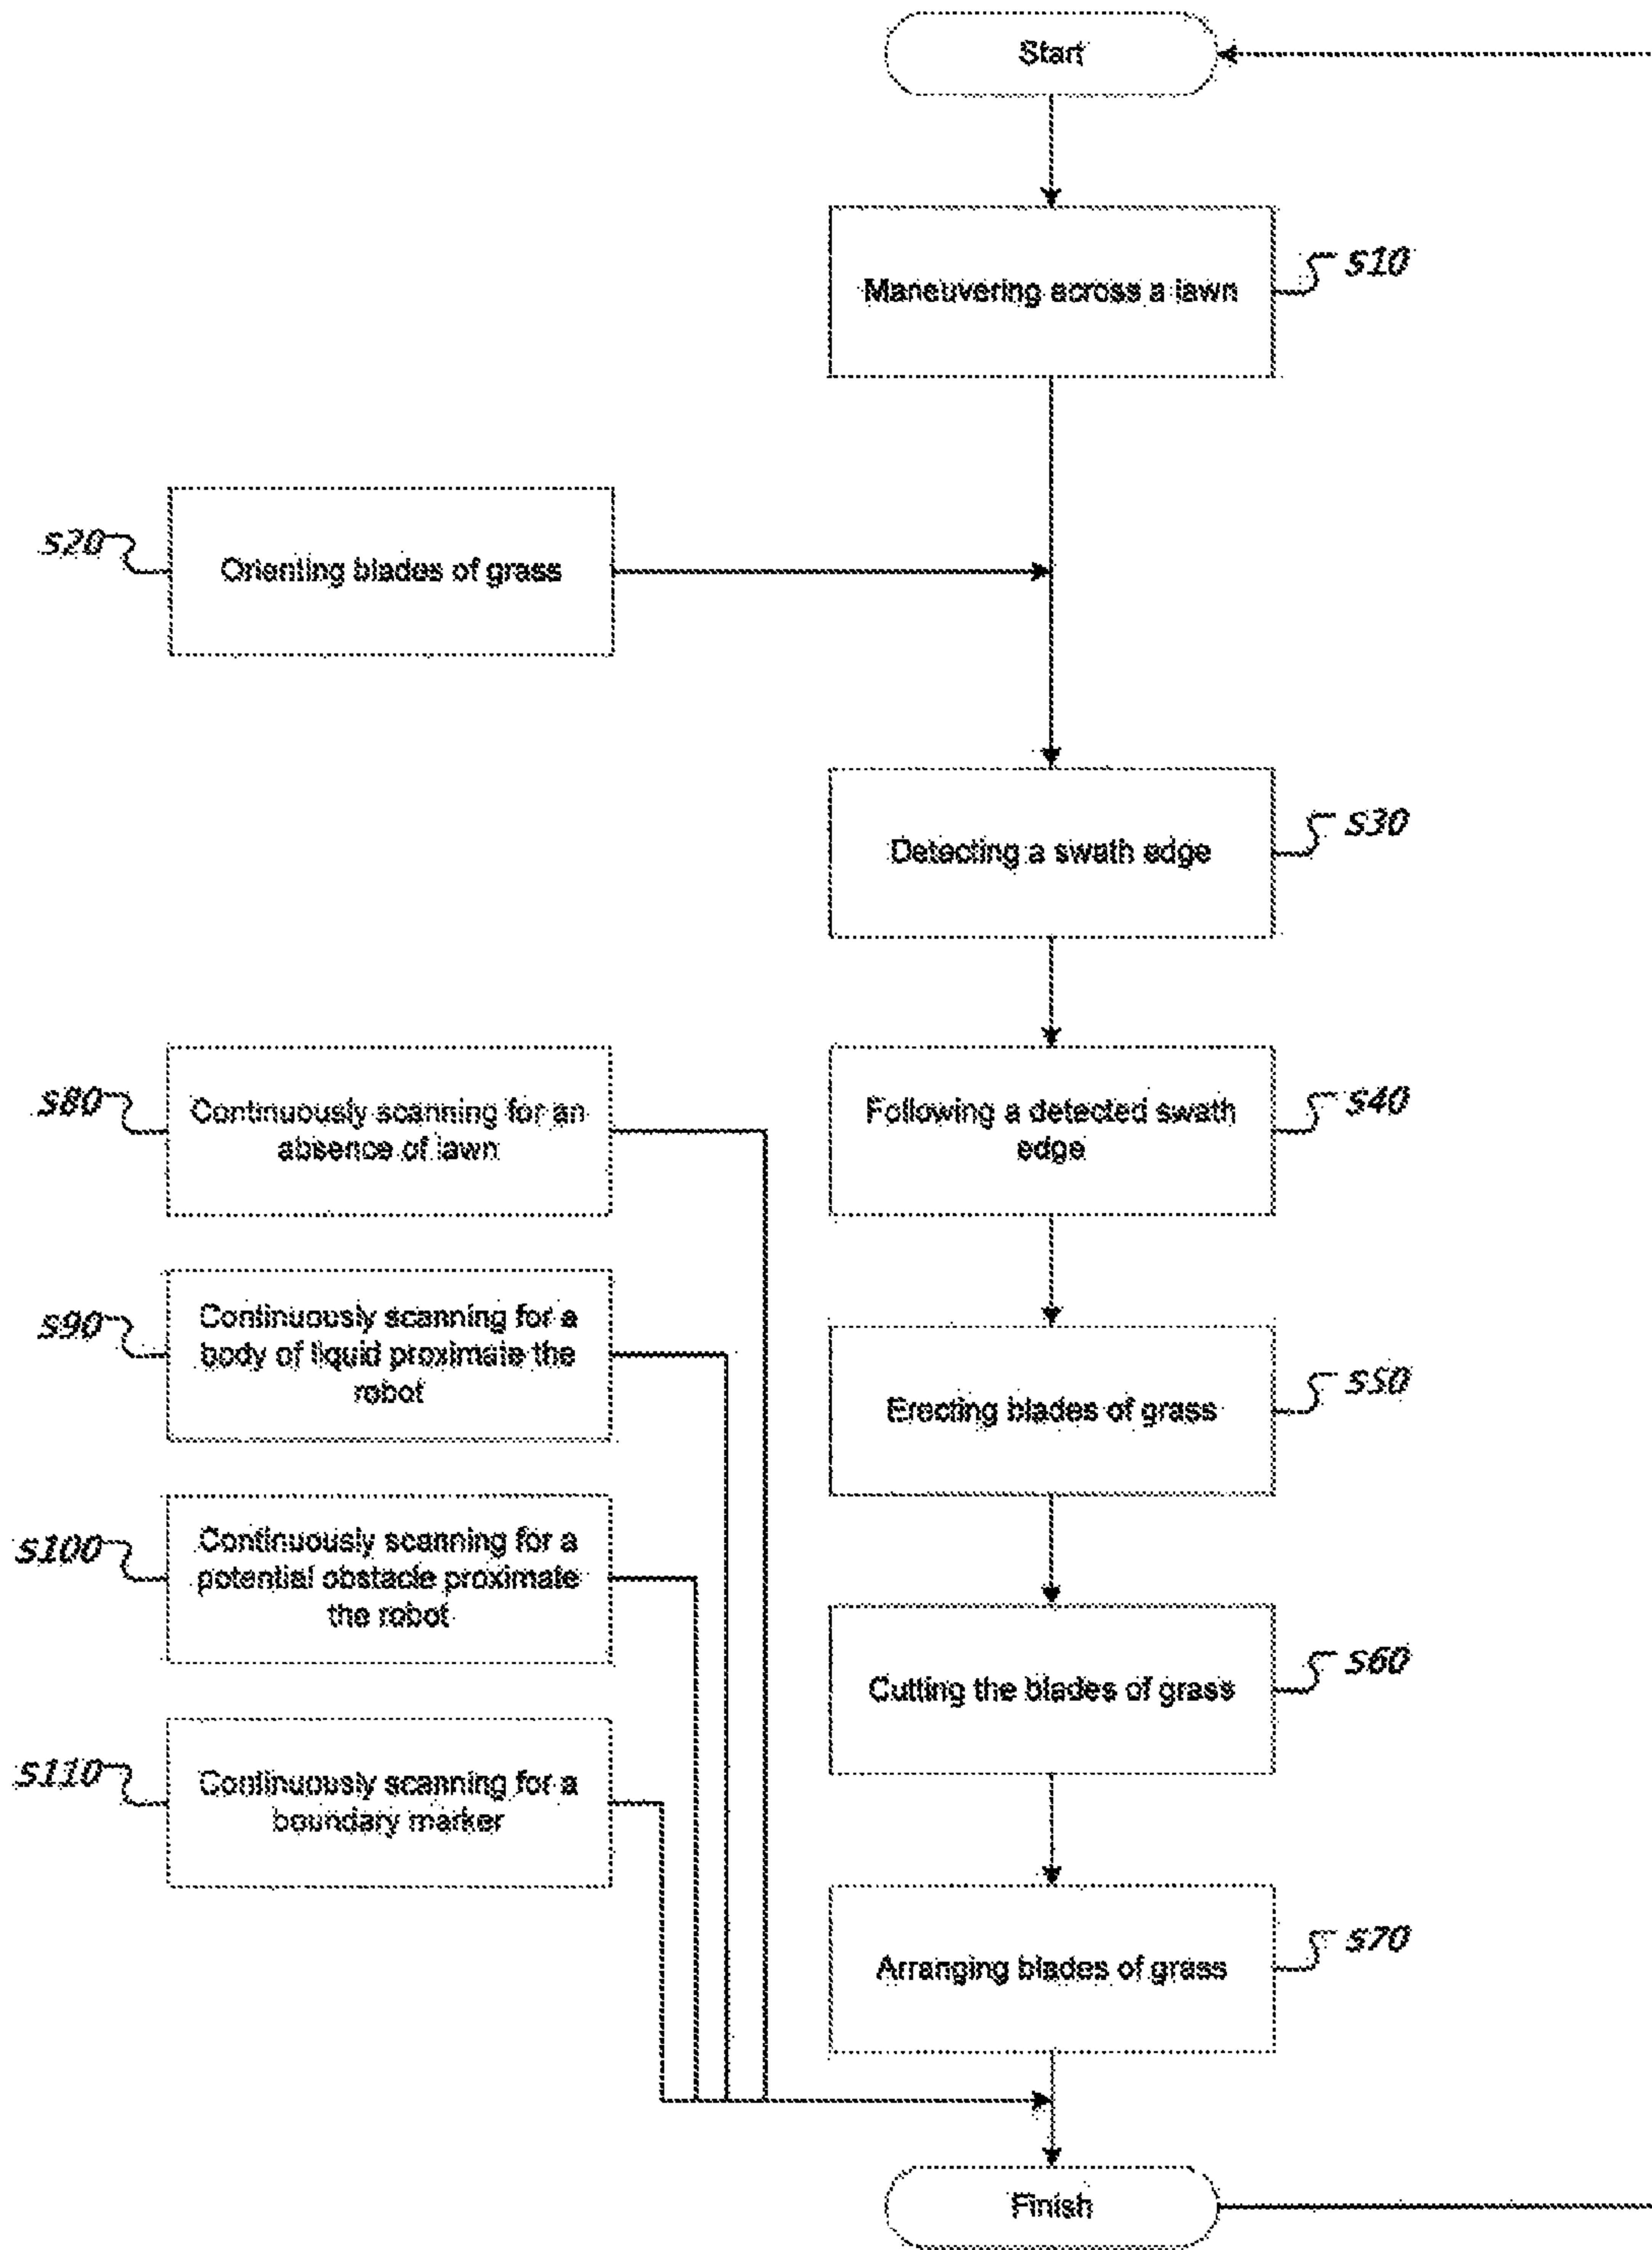 Start
Maneuvering across a lawn
S10
S20
Orienting blades of grass
Detecting a swath edge
S30
S80
Continuously scanning for an
absence of lawn
Following a detected swath
edge
S40
S90
Continuously scanning for a
body of liquid proximate the
robot
Erecting blades of grass
S50
S100
Continuously scanning for a
potential obstacle proximate
the robot
Cutting the blades of grass
S60
S110
Continuously scanning for a
boundary marker
Arranging blades of grass
S70
Finish